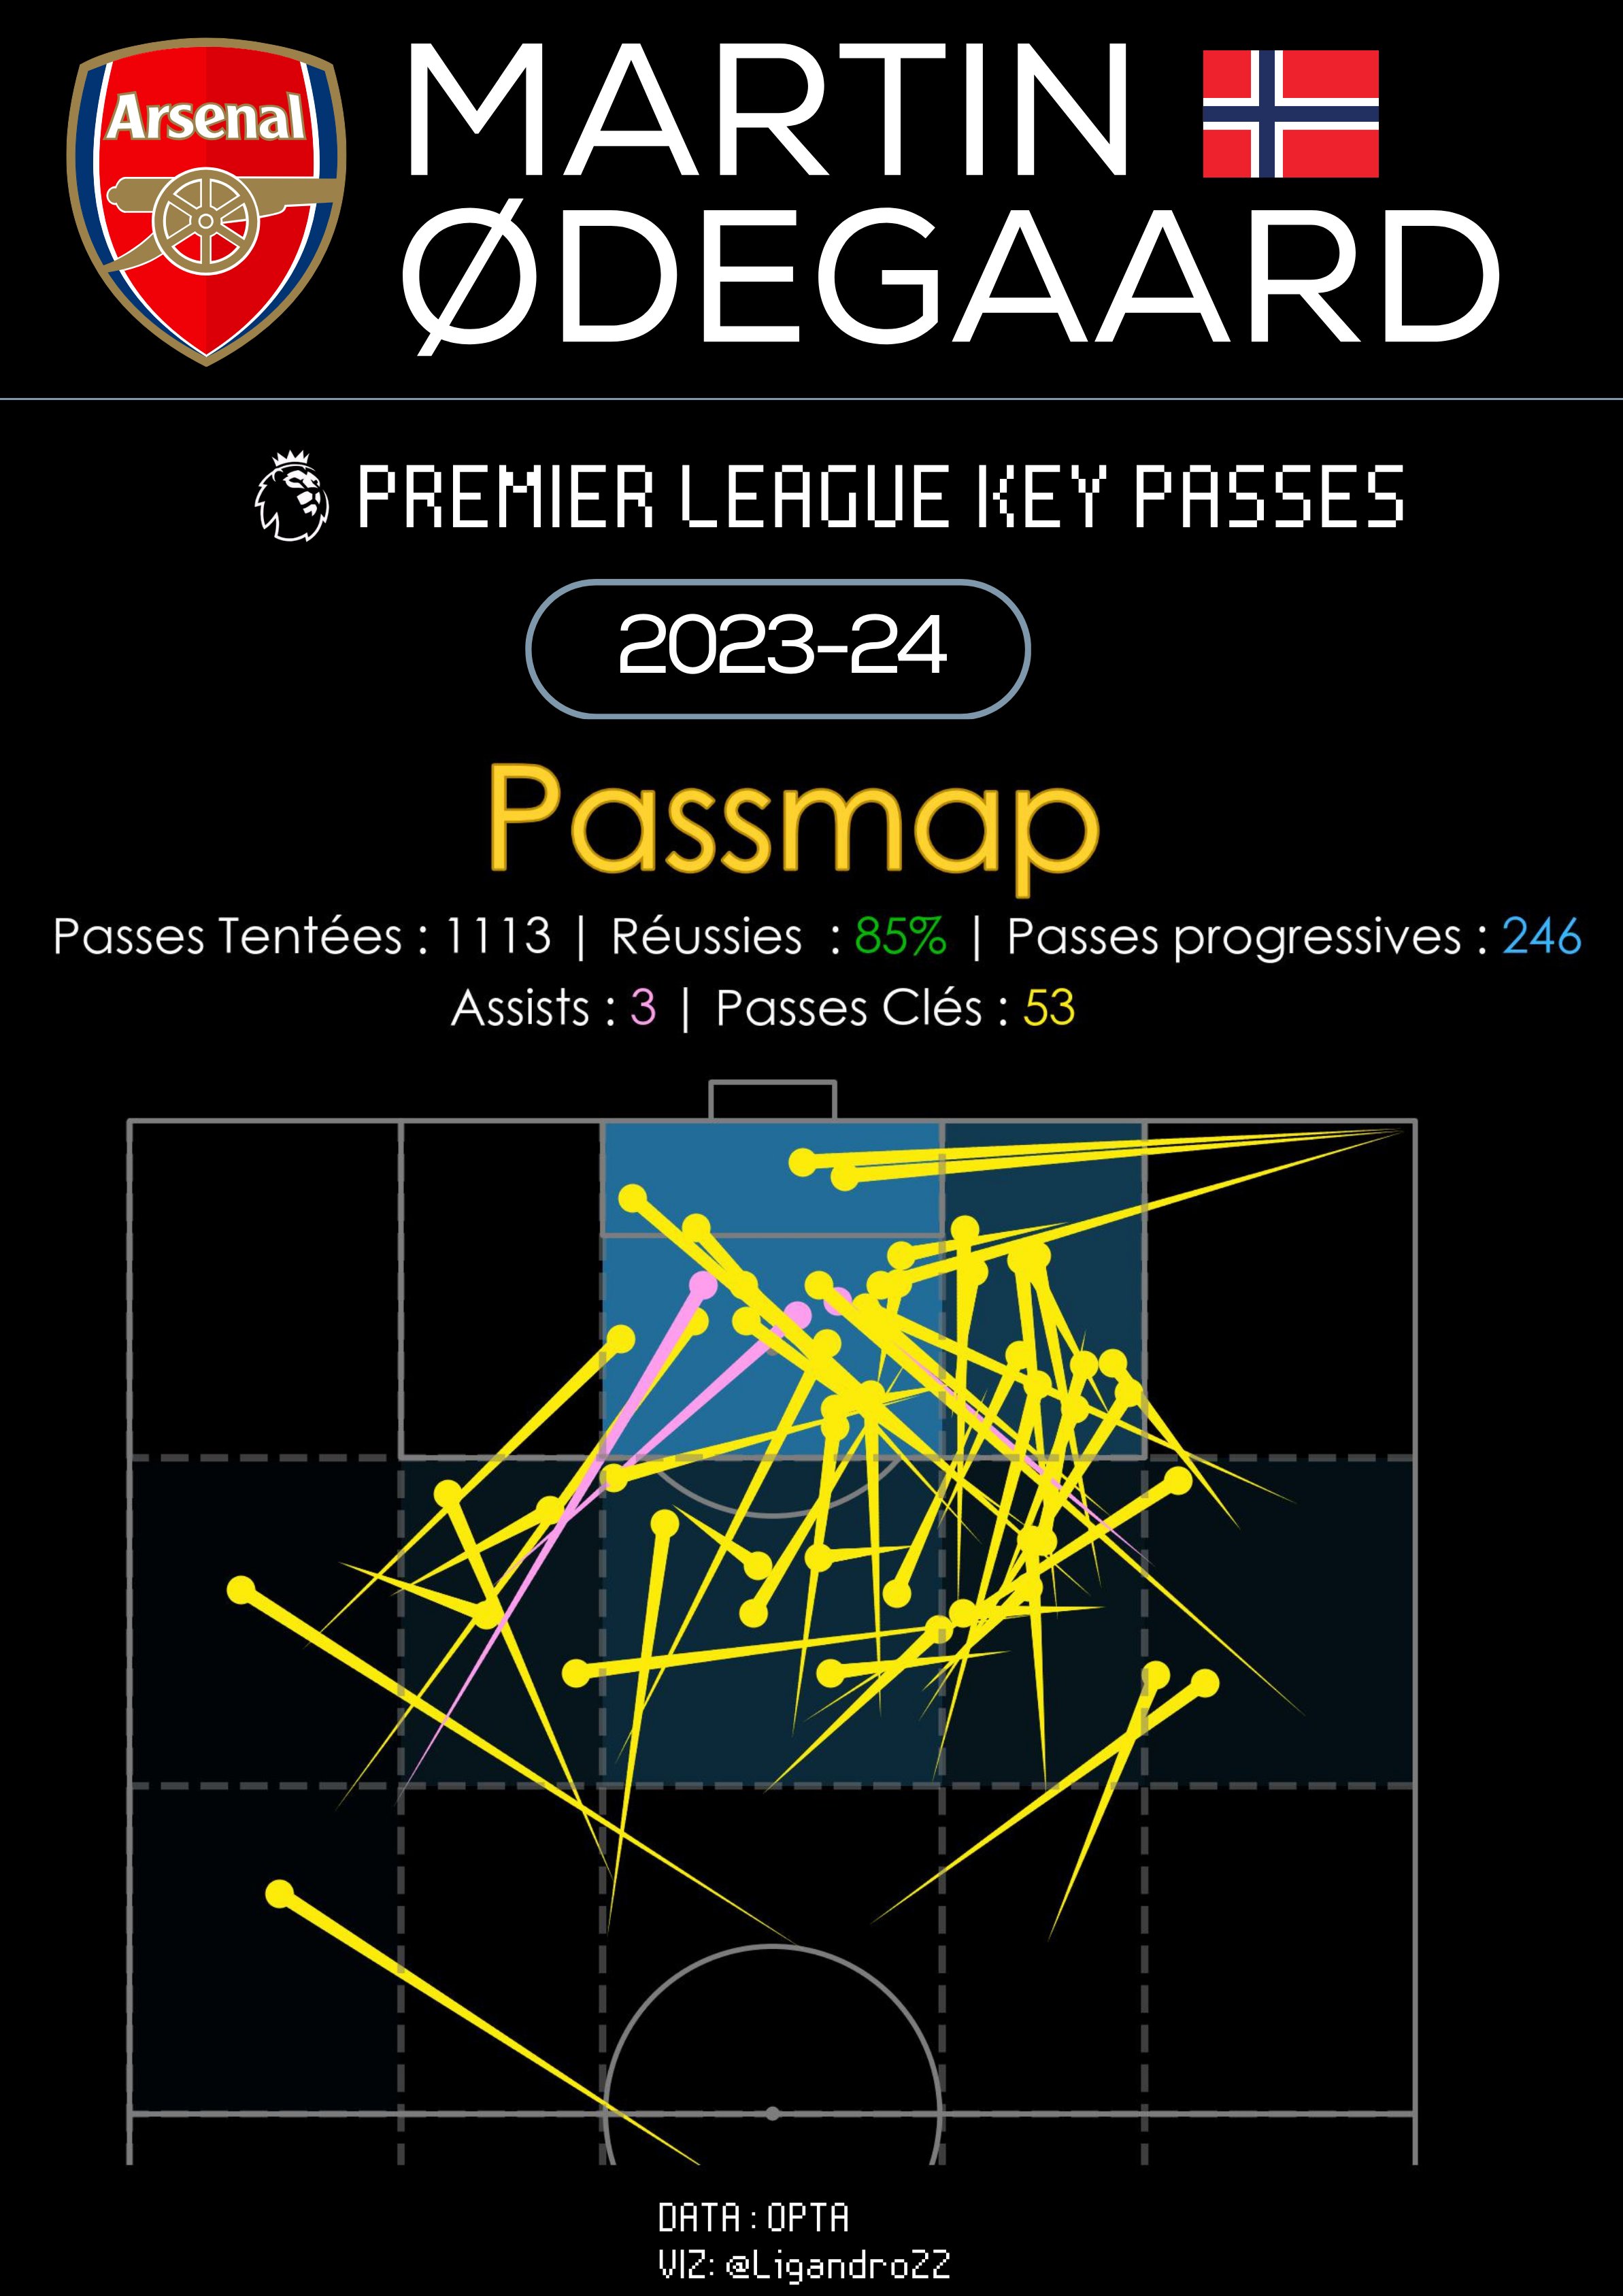 Arsenal
MARTIN
ØDEGAARD
PREMIER LEAGUE KEY PASSES
2023-24
Passmap
Passes Tentées : 1113 | Réussies : 85% | Passes progressives : 246
Assists : 3 | Passes Clés : 53
DATA : OPTA
VIZ: @Ligandro22